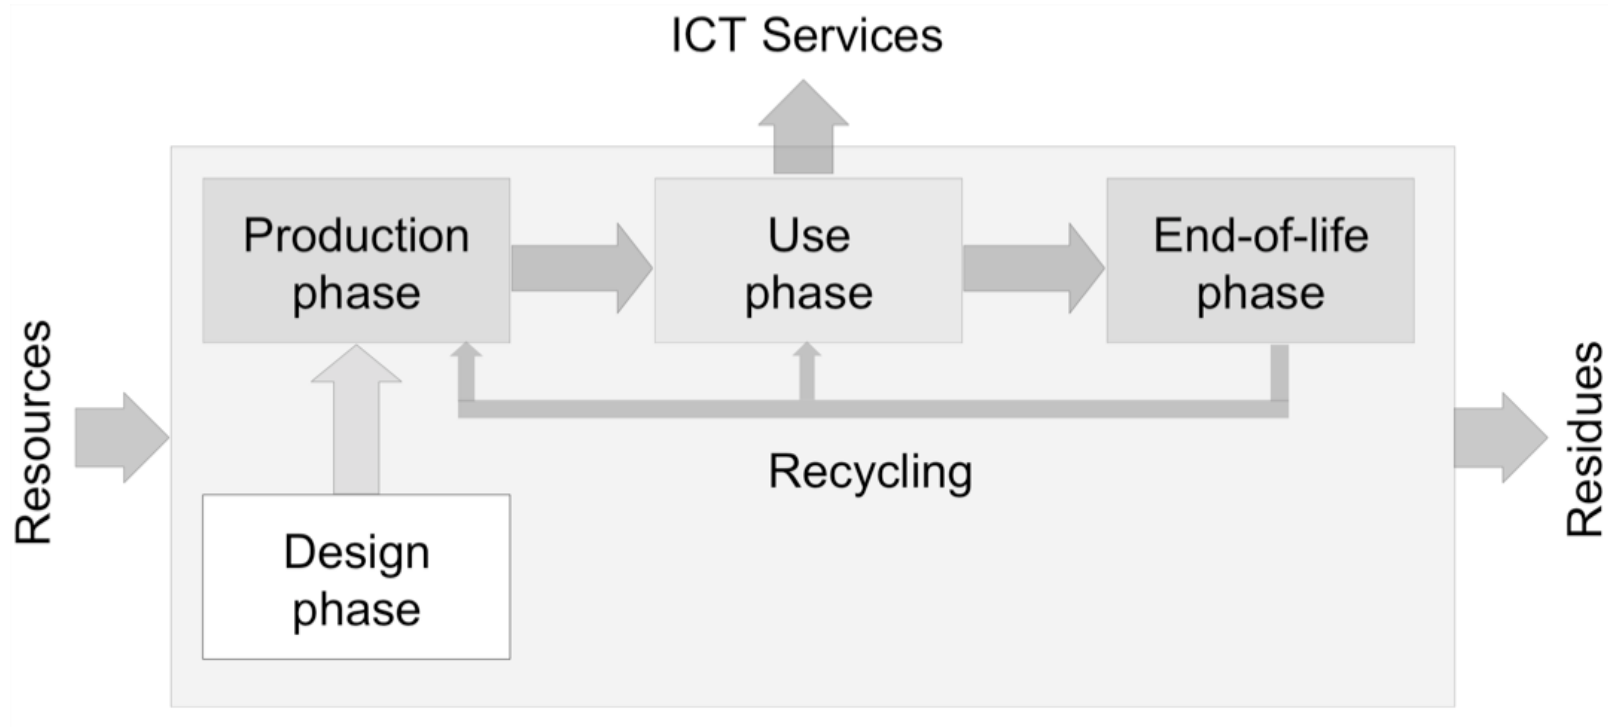 ICT Services
Production
phase
Use
phase
End-of-life
phase
Resources
Residues
Recycling
Design
phase